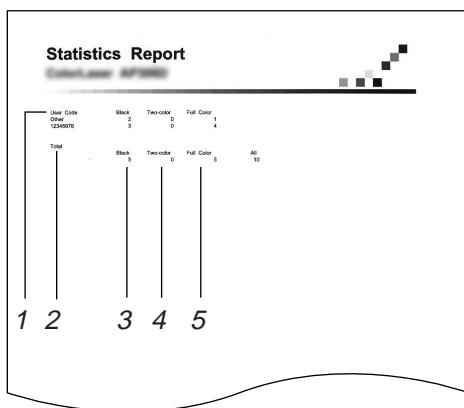 Statistics Report
User Code Black Two-color Full Color
Other 2 0 1
12345678 3 0 4
Total
Black Two-color Full Color All
5 0 5 10
1 2 3 4 5